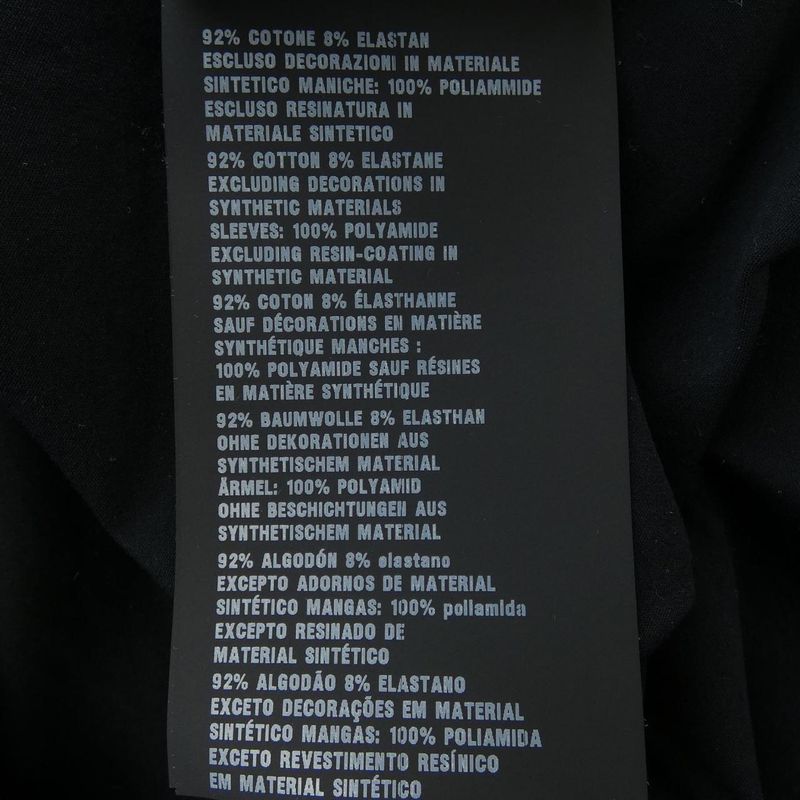 92% COTONE 8% ELASTAN
ESCLUSO DECORAZIONI IN MATERIALE
SINTETICO MANICHE: 100% POLIAMMIDE
ESCLUSO RESINATURA IN
MATERIALE SINTETICO
92% COTTON 8% ELASTANE
EXCLUDING DECORATIONS IN
SYNTHETIC MATERIALS
SLEEVES: 100% POLYAMIDE
EXCLUDING RESIN-COATING IN
SYNTHETIC MATERIAL
92% COTON 8% ÉLASTHANNE
SAUF DÉCORATIONS EN MATIÈRE
SYNTHÉTIQUE MANCHES :
100% POLYAMIDE SAUF RÉSINES
EN MATIÈRE SYNTHÉTIQUE
92% BAUMWOLLE 8% ELASTHAN
OHNE DEKORATIONEN AUS
SYNTHETISCHEM MATERIAL
ÄRMEL: 100% POLYAMID
OHNE BESCHICHTUNGEN AUS
SYNTHETISCHEM MATERIAL
92% ALGODÓN 8% elastano
EXCEPTO ADORNOS DE MATERIAL
SINTÉTICO MANGAS: 100% poliamida
EXCEPTO RESINADO DE
MATERIAL SINTÉTICO
92% ALGODÃO 8% ELASTANO
EXCETO DECORAÇÕES EM MATERIAL
SINTÉTICO MANGAS: 100% POLIAMIDA
EXCETO REVESTIMENTO RESÍNICO
EM MATERIAL SINTÉTICO